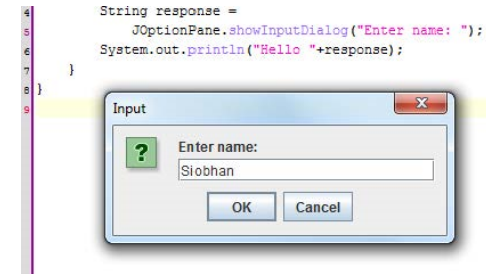 4 String response =
5 JOptionPane.showInputDialog("Enter name: ");
6 System.out.println("Hello "+response);
7 }
8 }
9
Input
x
? Enter name:
Siobhan
OK Cancel